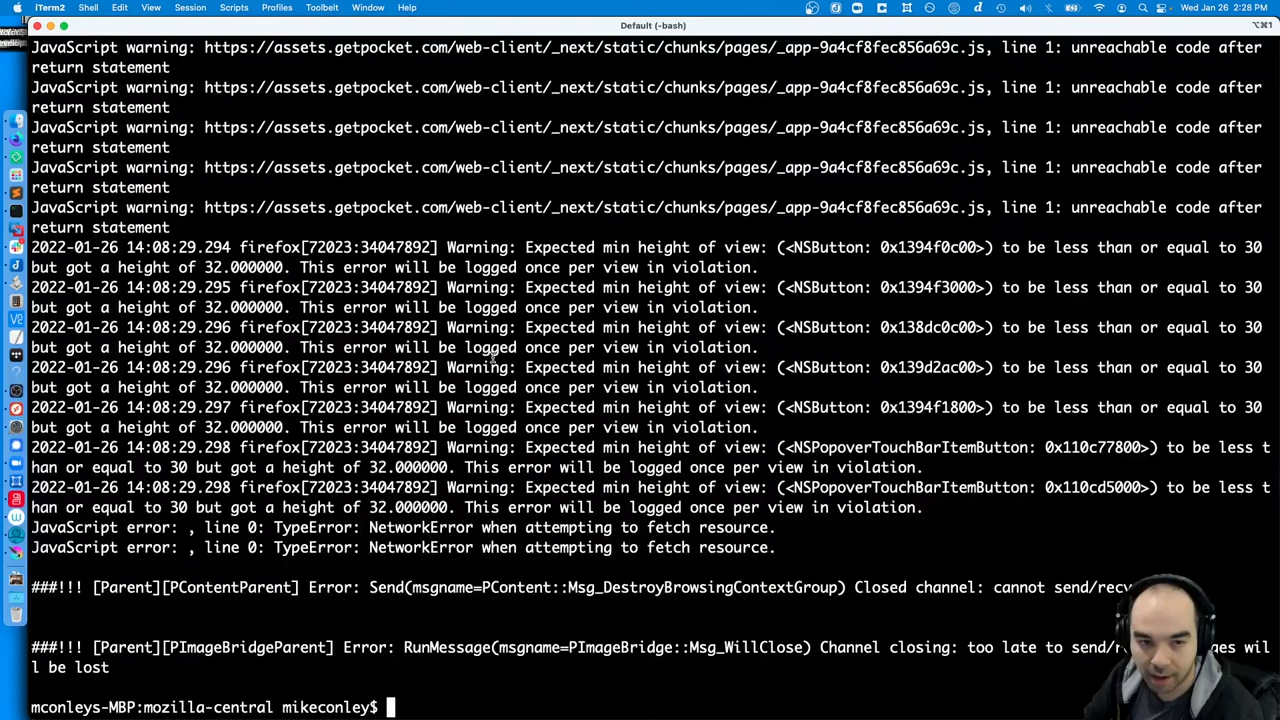 iTerm2 Shell Edit View Session Scripts Profiles Toolbelt Window Help Wed Jan 26 2:28 PM
Default (-bash) ⌥⌘1
JavaScript warning: https://assets.getpocket.com/web-client/_next/static/chunks/pages/_app-9a4cf8fec856a69c.js, line 1: unreachable code after
return statement
JavaScript warning: https://assets.getpocket.com/web-client/_next/static/chunks/pages/_app-9a4cf8fec856a69c.js, line 1: unreachable code after
return statement
JavaScript warning: https://assets.getpocket.com/web-client/_next/static/chunks/pages/_app-9a4cf8fec856a69c.js, line 1: unreachable code after
return statement
JavaScript warning: https://assets.getpocket.com/web-client/_next/static/chunks/pages/_app-9a4cf8fec856a69c.js, line 1: unreachable code after
return statement
JavaScript warning: https://assets.getpocket.com/web-client/_next/static/chunks/pages/_app-9a4cf8fec856a69c.js, line 1: unreachable code after
return statement
2022-01-26 14:08:29.294 firefox[72023:34047892] Warning: Expected min height of view: (<NSButton: 0x1394f0c00>) to be less than or equal to 30
but got a height of 32.000000. This error will be logged once per view in violation.
2022-01-26 14:08:29.295 firefox[72023:34047892] Warning: Expected min height of view: (<NSButton: 0x1394f3000>) to be less than or equal to 30
but got a height of 32.000000. This error will be logged once per view in violation.
2022-01-26 14:08:29.296 firefox[72023:34047892] Warning: Expected min height of view: (<NSButton: 0x138dc0c00>) to be less than or equal to 30
but got a height of 32.000000. This error will be logged once per view in violation.
2022-01-26 14:08:29.296 firefox[72023:34047892] Warning: Expected min height of view: (<NSButton: 0x139d2ac00>) to be less than or equal to 30
but got a height of 32.000000. This error will be logged once per view in violation.
2022-01-26 14:08:29.297 firefox[72023:34047892] Warning: Expected min height of view: (<NSButton: 0x1394f1800>) to be less than or equal to 30
but got a height of 32.000000. This error will be logged once per view in violation.
2022-01-26 14:08:29.298 firefox[72023:34047892] Warning: Expected min height of view: (<NSPopoverTouchBarItemButton: 0x110c77800>) to be less t
han or equal to 30 but got a height of 32.000000. This error will be logged once per view in violation.
2022-01-26 14:08:29.298 firefox[72023:34047892] Warning: Expected min height of view: (<NSPopoverTouchBarItemButton: 0x110cd5000>) to be less t
han or equal to 30 but got a height of 32.000000. This error will be logged once per view in violation.
JavaScript error: , line 0: TypeError: NetworkError when attempting to fetch resource.
JavaScript error: , line 0: TypeError: NetworkError when attempting to fetch resource.
###!!! [Parent][PContentParent] Error: Send(msgname=PContent::Msg_DestroyBrowsingContextGroup) Closed channel: cannot send/recv
###!!! [Parent][PImageBridgeParent] Error: RunMessage(msgname=PImageBridge::Msg_WillClose) Channel closing: too late to send/ wil
l be lost
mconleys-MBP:mozilla-central mikeconley$